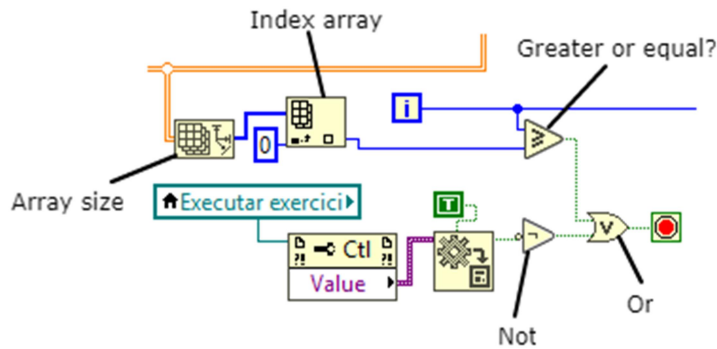 Index array
Greater or equal?
i
0
Array size
Executar exercici
T
Ctl
?!
?!
Value
V
Or
Not